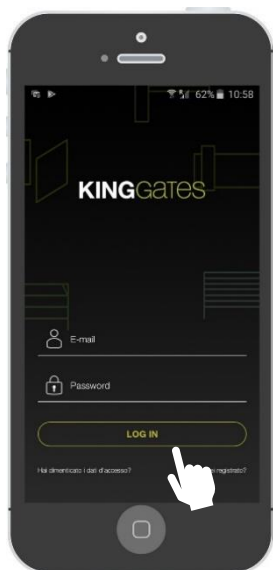 62% 10:58
KINGGATES
E-mail
Password
LOG IN
Hai dimenticato i dati d'accesso?
registrato?